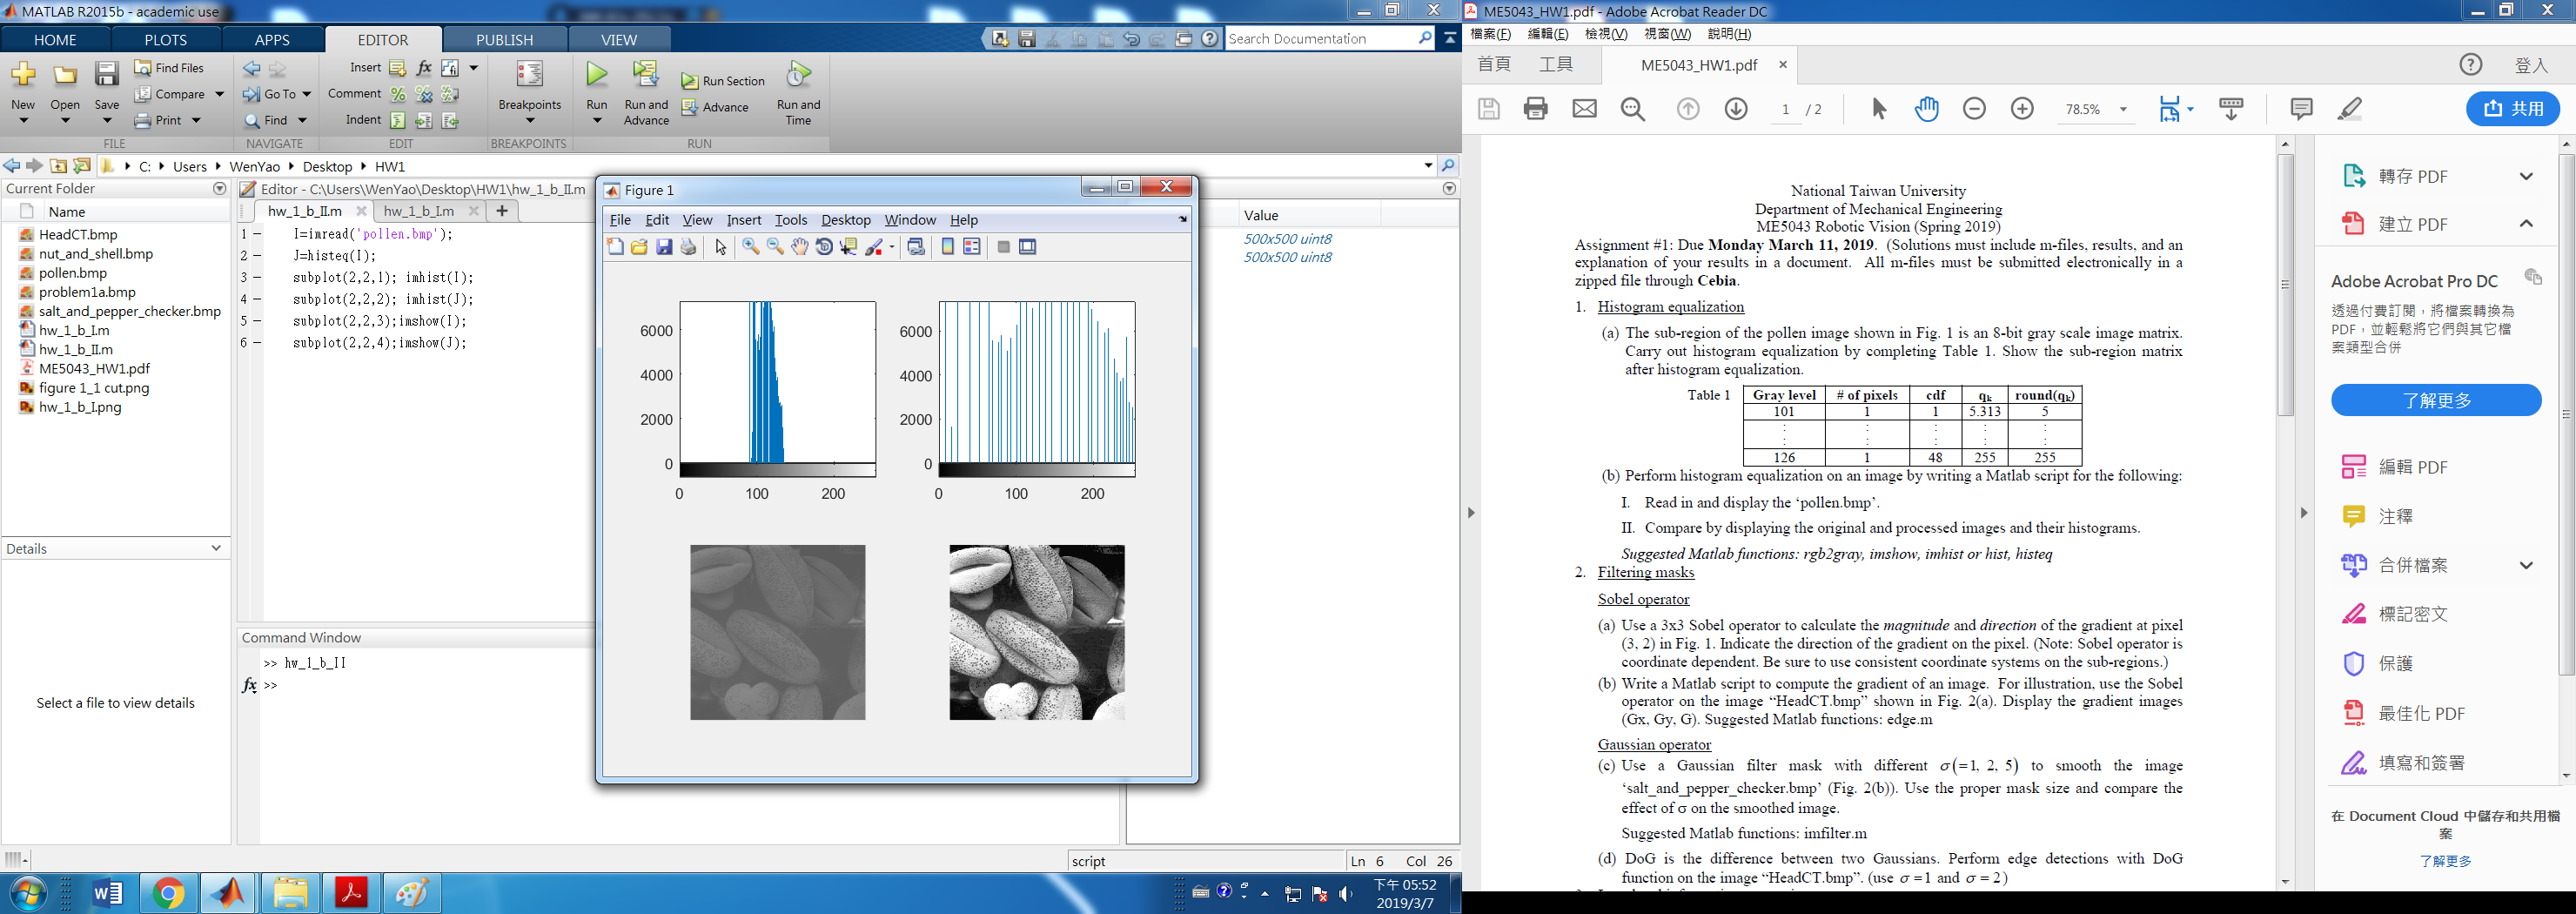 MATLAB R2015b - academic use
HOME PLOTS APPS EDITOR PUBLISH VIEW
Search Documentation
New Open Save Find Files Compare Print
FILE
Go To Find
NAVIGATE
Insert Comment Indent
fx
EDIT
Breakpoints
BREAKPOINTS
Run Run and Advance Run Section Advance Run and Time
RUN
C: Users WenYao Desktop HW1
Current Folder
Name
HeadCT.bmp
nut_and_shell.bmp
pollen.bmp
problem1a.bmp
salt_and_pepper_checker.bmp
hw_1_b_I.m
hw_1_b_II.m
ME5043_HW1.pdf
figure 1_1 cut.png
hw_1_b_I.png
Details
Select a file to view details
Editor - C:\Users\WenYao\Desktop\HW1\hw_1_b_II.m
hw_1_b_II.m hw_1_b_I.m
1 I=imread('pollen.bmp');
2 J=histeq(I);
3 subplot(2,2,1); imhist(I);
4 subplot(2,2,2); imhist(J);
5 subplot(2,2,3);imshow(I);
6 subplot(2,2,4);imshow(J);
Command Window
>> hw_1_b_II
fx >>
Figure 1
File Edit View Insert Tools Desktop Window Help
6000
4000
2000
0
0 100 200
6000
4000
2000
0
0 100 200
Value
500x500 uint8
500x500 uint8
script Ln 6 Col 26
下午 05:52
2019/3/7
ME5043_HW1.pdf - Adobe Acrobat Reader DC
檔案(F) 編輯(E) 檢視(V) 視窗(W) 說明(H)
首頁 工具 ME5043_HW1.pdf × 登入
1 / 2 78.5% 共用
National Taiwan University
Department of Mechanical Engineering
ME5043 Robotic Vision (Spring 2019)
Assignment #1: Due Monday March 11, 2019. (Solutions must include m-files, results, and an
explanation of your results in a document. All m-files must be submitted electronically in a
zipped file through Cebia.
1. Histogram equalization
(a) The sub-region of the pollen image shown in Fig. 1 is an 8-bit gray scale image matrix.
Carry out histogram equalization by completing Table 1. Show the sub-region matrix
after histogram equalization.
Table 1 Gray level # of pixels cdf qk round(qk)
101 1 1 5.313 5
: : : : :
: : : : :
126 1 48 255 255
(b) Perform histogram equalization on an image by writing a Matlab script for the following:
I. Read in and display the ‘pollen.bmp’.
II. Compare by displaying the original and processed images and their histograms.
Suggested Matlab functions: rgb2gray, imshow, imhist or hist, histeq
2. Filtering masks
Sobel operator
(a) Use a 3x3 Sobel operator to calculate the magnitude and direction of the gradient at pixel
(3, 2) in Fig. 1. Indicate the direction of the gradient on the pixel. (Note: Sobel operator is
coordinate dependent. Be sure to use consistent coordinate systems on the sub-regions.)
(b) Write a Matlab script to compute the gradient of an image. For illustration, use the Sobel
operator on the image “HeadCT.bmp” shown in Fig. 2(a). Display the gradient images
(Gx, Gy, G). Suggested Matlab functions: edge.m
Gaussian operator
(c) Use a Gaussian filter mask with different σ(=1, 2, 5) to smooth the image
‘salt_and_pepper_checker.bmp’ (Fig. 2(b)). Use the proper mask size and compare the
effect of σ on the smoothed image.
Suggested Matlab functions: imfilter.m
(d) DoG is the difference between two Gaussians. Perform edge detections with DoG
function on the image “HeadCT.bmp”. (use σ =1 and σ = 2)
轉存 PDF
建立 PDF
Adobe Acrobat Pro DC
透過付費訂閱，將檔案轉換為
PDF，並輕鬆將它們與其它檔
案類型合併
了解更多
編輯 PDF
注釋
合併檔案
標記密文
保護
最佳化 PDF
填寫和簽署
在 Document Cloud 中儲存和共用檔
案
了解更多